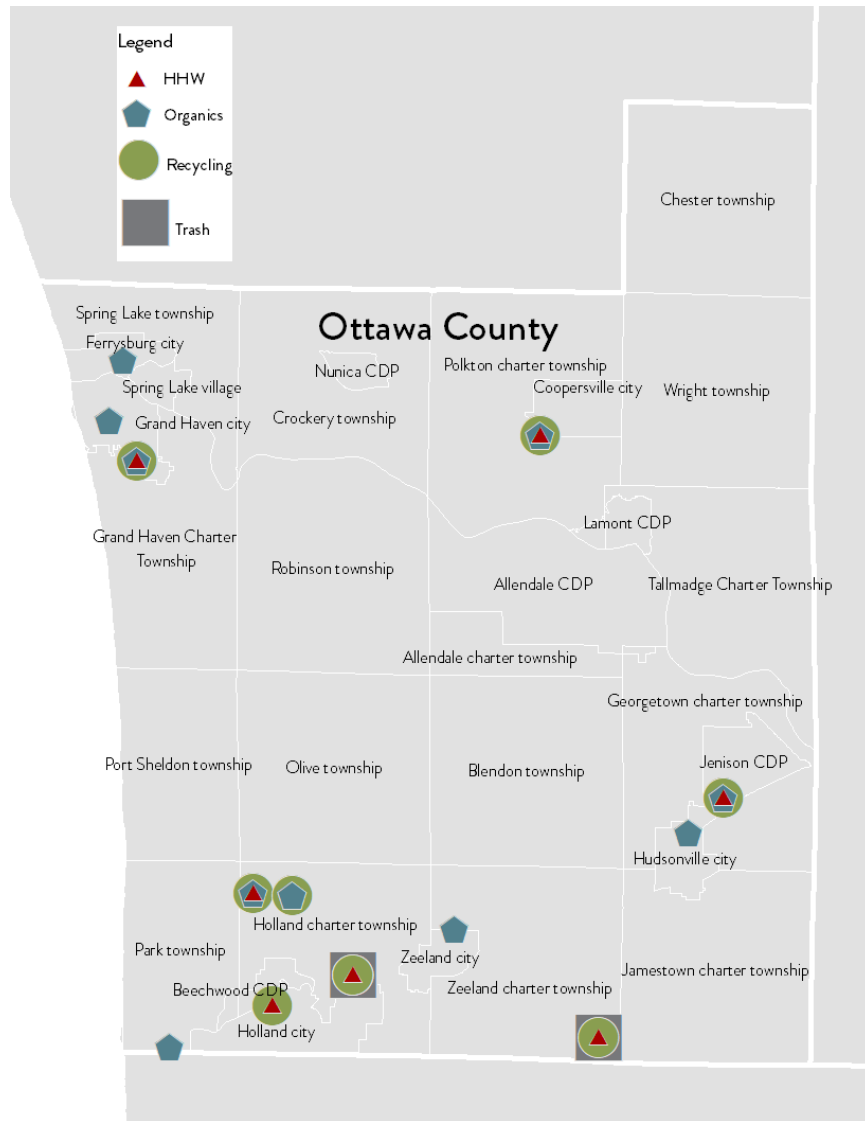 Legend
HHW
Organics
Recycling
Trash
Chester township
Spring Lake township
Ottawa County
Ferrysburg city
Nunica CDP
Polkton charter township
Spring Lake village
Coopersville city
Wright township
Grand Haven city
Crockery township
Lamont CDP
Grand Haven Charter
Township
Robinson township
Allendale CDP
Tallmadge Charter Township
Allendale charter township
Georgetown charter township
Port Sheldon township
Olive township
Blendon township
Jenison CDP
Hudsonville city
Holland charter township
Park township
Zeeland city
Jamestown charter township
Beechwood CDP
Zeeland charter township
Holland city